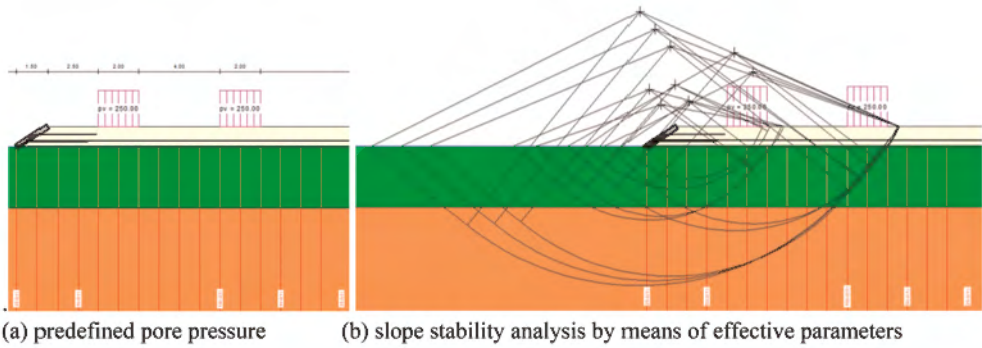 1.50 2.00 2.00 4.00 2.00
pv = 250.00 pv = 250.00
pv = 250.00 pv = 250.00
(a) predefined pore pressure (b) slope stability analysis by means of effective parameters